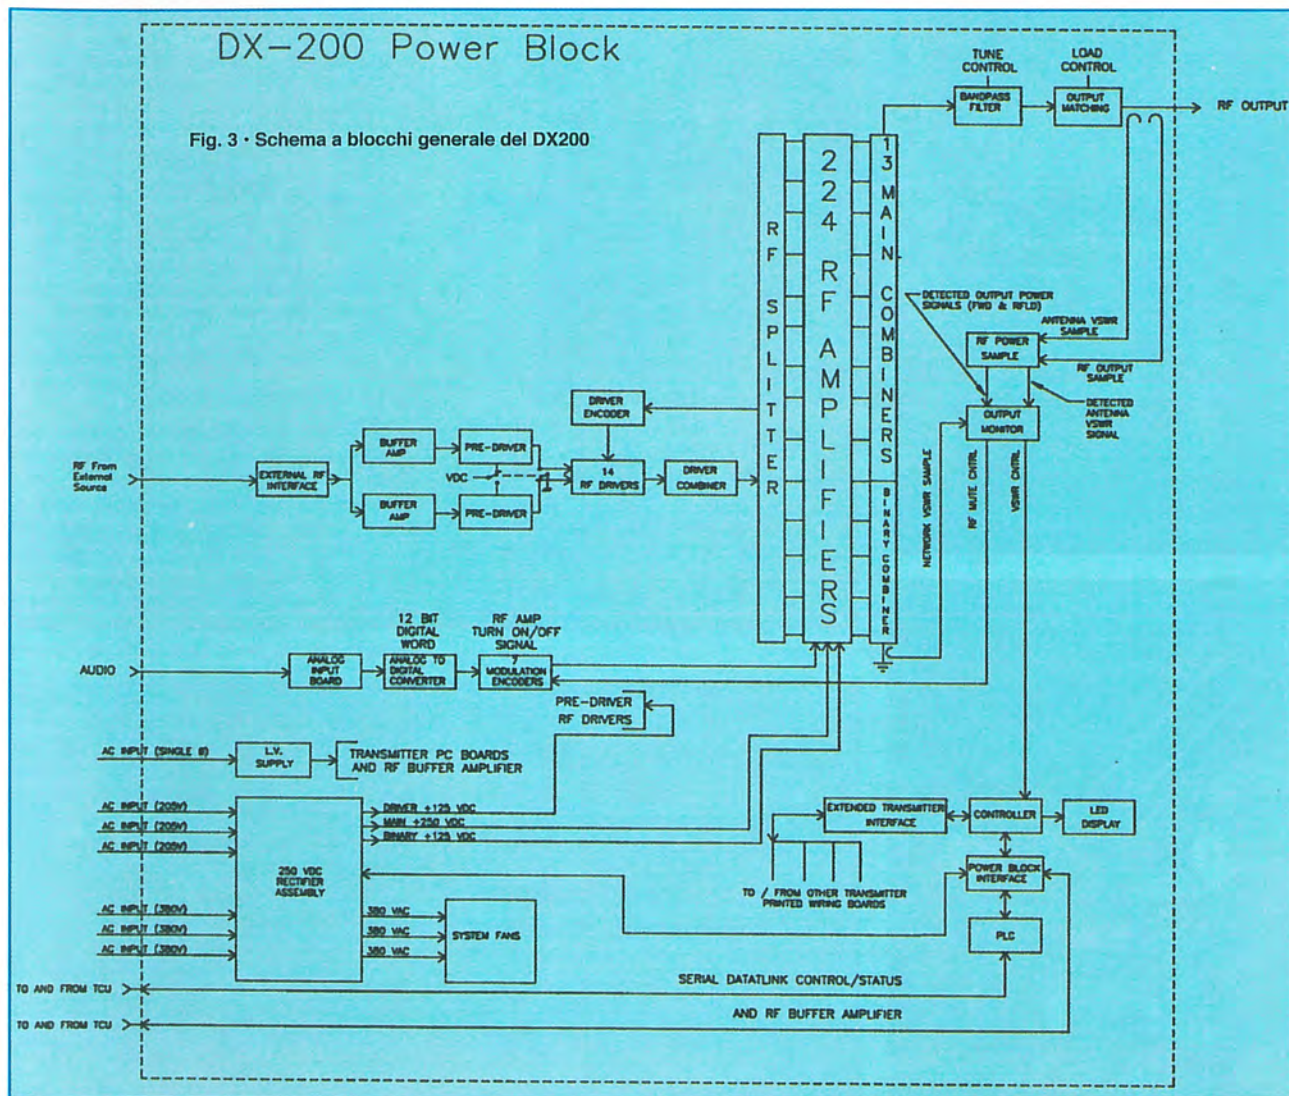 DX-200 Power Block
Fig. 3 · Schema a blocchi generale del DX200
TUNE
CONTROL
LOAD
CONTROL
BANDPASS
FILTER
OUTPUT
MATCHING
RF OUTPUT
RF SPLITTER
224 RF AMPLIFIERS
13 MAIN COMBINERS
BINARY COMBINER
DETECTED OUTPUT POWER
SIGNALS (FWD & RFLD)
ANTENNA VSWR
SAMPLE
RF POWER
SAMPLE
RF OUTPUT
SAMPLE
DETECTED
ANTENNA
VSWR
SIGNAL
OUTPUT
MONITOR
NETWORK VSWR SAMPLE
RF MUTE CNTRL
VSWR CNTRL
DRIVER
ENCODER
RF From
External
Source
EXTERNAL RF
INTERFACE
BUFFER
AMP
PRE-DRIVER
VDC
BUFFER
AMP
PRE-DRIVER
14
RF DRIVERS
DRIVER
COMBINER
12 BIT
DIGITAL
WORD
RF AMP
TURN ON/OFF
SIGNAL
AUDIO
ANALOG
INPUT
BOARD
ANALOG TO
DIGITAL
CONVERTER
7
MODULATION
ENCODERS
PRE-DRIVER
RF DRIVERS
AC INPUT (SINGLE Ø)
L.V.
SUPPLY
TRANSMITTER PC BOARDS
AND RF BUFFER AMPLIFIER
AC INPUT (205V)
AC INPUT (205V)
AC INPUT (205V)
DRIVER +125 VDC
MAIN +250 VDC
BINARY +125 VDC
250 VDC
RECTIFIER
ASSEMBLY
AC INPUT (380V)
AC INPUT (380V)
AC INPUT (380V)
380 VAC
380 VAC
380 VAC
SYSTEM FANS
EXTENDED TRANSMITTER
INTERFACE
CONTROLLER
LED
DISPLAY
TO / FROM OTHER TRANSMITTER
PRINTED WIRING BOARDS
POWER BLOCK
INTERFACE
PLC
TO AND FROM TCU
SERIAL DATATLINK CONTROL/STATUS
TO AND FROM TCU
AND RF BUFFER AMPLIFIER